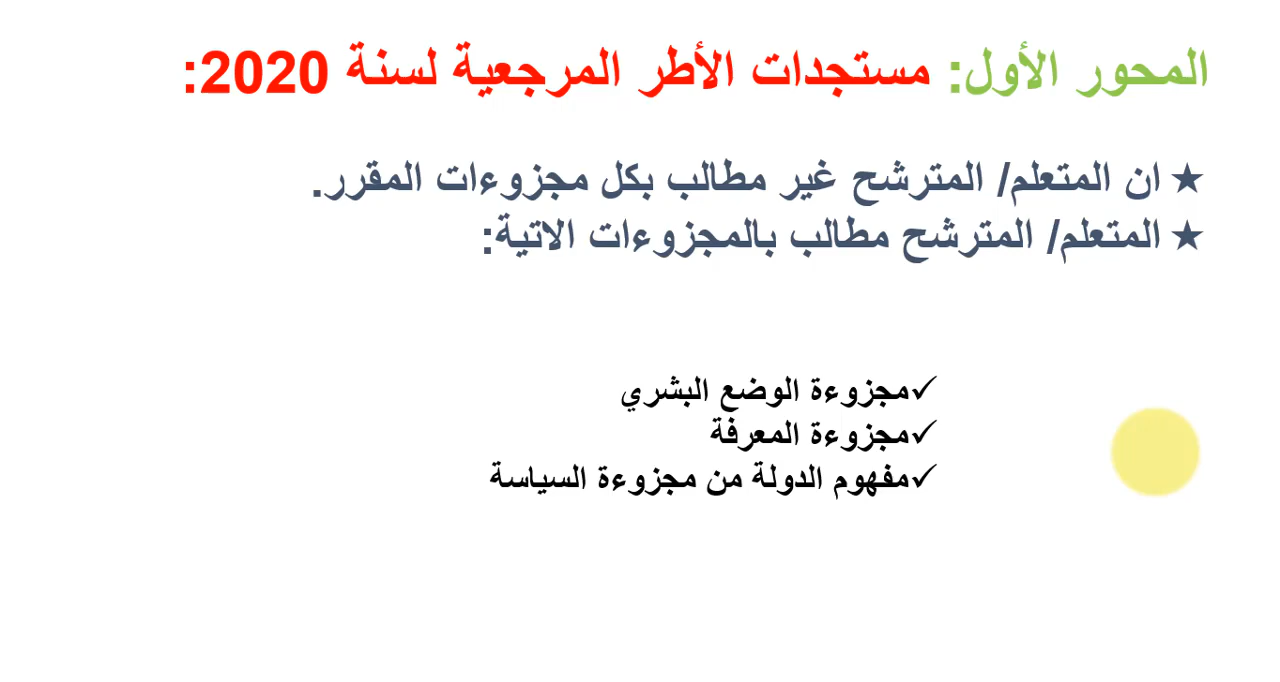 المحور الأول: مستجدات الأطر المرجعية لسنة 2020:
★ ان المتعلم/ المترشح غير مطالب بكل مجزوءات المقرر.
★ المتعلم/ المترشح مطالب بالمجزوءات الاتية:
✓مجزوءة الوضع البشري
✓مجزوءة المعرفة
✓مفهوم الدولة من مجزوءة السياسة